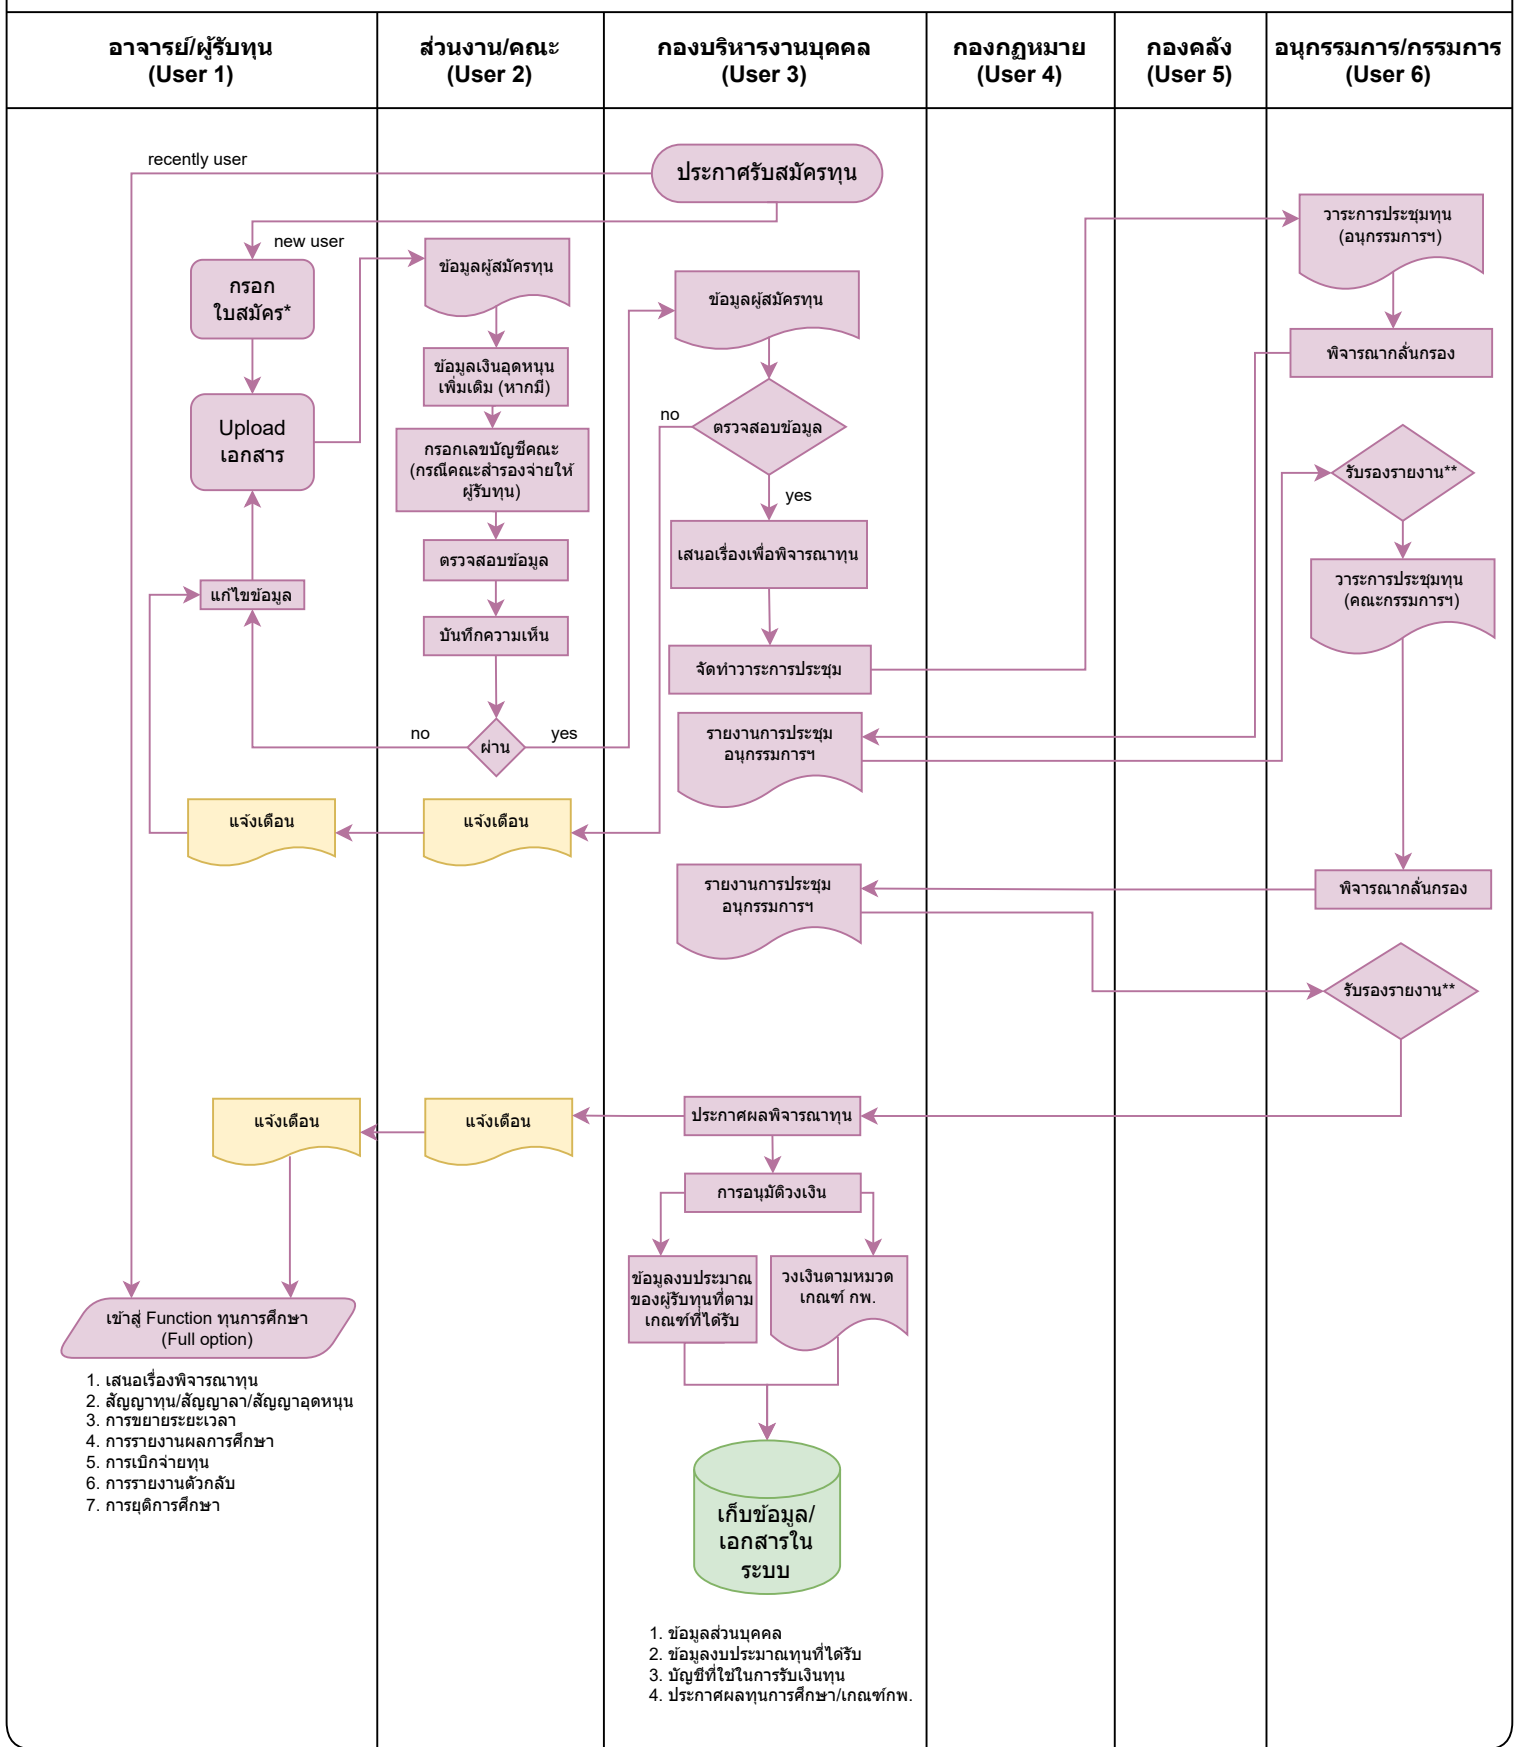 อาจารย์/ผู้รับทุน
(User 1)
ส่วนงาน/คณะ
(User 2)
กองบริหารงานบุคคล
(User 3)
กองกฏหมาย
(User 4)
กองคลัง
(User 5)
อนุกรรมการ/กรรมการ
(User 6)
recently user
ประกาศรับสมัครทุน
new user
กรอก
ใบสมัคร*
Upload
เอกสาร
แก้ไขข้อมูล
ข้อมูลผู้สมัครทุน
ข้อมูลเงินอุดหนุน
เพิ่มเดิม (หากมี)
กรอกเลขบัญชีคณะ
(กรณีคณะสำรองจ่ายให้
ผู้รับทุน)
ตรวจสอบข้อมูล
บันทึกความเห็น
no
ผ่าน
yes
ข้อมูลผู้สมัครทุน
no
ตรวจสอบข้อมูล
yes
เสนอเรื่องเพื่อพิจารณาทุน
จัดทำวาระการประชุม
วาระการประชุมทุน
(อนุกรรมการฯ)
พิจารณากลั่นกรอง
รายงานการประชุม
อนุกรรมการฯ
รับรองรายงาน**
วาระการประชุมทุน
(คณะกรรมการฯ)
แจ้งเตือน
แจ้งเตือน
รายงานการประชุม
อนุกรรมการฯ
พิจารณากลั่นกรอง
รับรองรายงาน**
แจ้งเตือน
แจ้งเตือน
ประกาศผลพิจารณาทุน
การอนุมัติวงเงิน
ข้อมูลงบประมาณ
ของผู้รับทุนที่ตาม
เกณฑ์ที่ได้รับ
วงเงินตามหมวด
เกณฑ์ กพ.
เข้าสู่ Function ทุนการศึกษา
(Full option)
1. เสนอเรื่องพิจารณาทุน
2. สัญญาทุน/สัญญาลา/สัญญาอุดหนุน
3. การขยายระยะเวลา
4. การรายงานผลการศึกษา
5. การเบิกจ่ายทุน
6. การรายงานตัวกลับ
7. การยุติการศึกษา
เก็บข้อมูล/
เอกสารใน
ระบบ
1. ข้อมูลส่วนบุคคล
2. ข้อมูลงบประมาณทุนที่ได้รับ
3. บัญชีที่ใช้ในการรับเงินทุน
4. ประกาศผลทุนการศึกษา/เกณฑ์กพ.